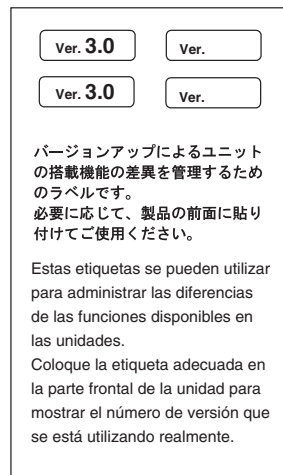 Ver. 3.0 Ver.
Ver. 3.0 Ver.
バージョンアップによるユニット
の搭載機能の差異を管理するため
のラベルです。
必要に応じて、製品の前面に貼り
付けてご使用ください。
Estas etiquetas se pueden utilizar
para administrar las diferencias
de las funciones disponibles en
las unidades.
Coloque la etiqueta adecuada en
la parte frontal de la unidad para
mostrar el número de versión que
se está utilizando realmente.